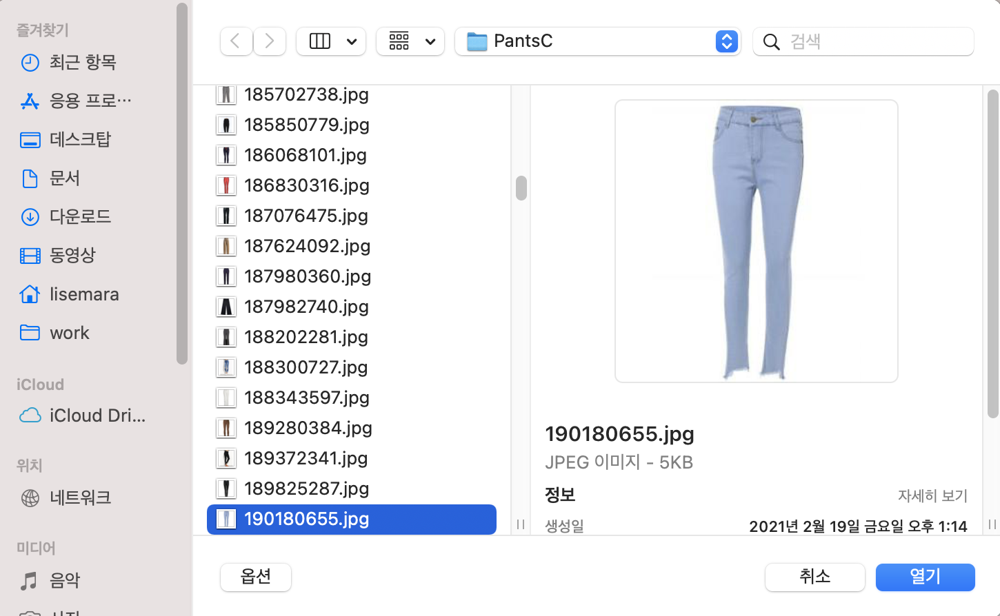 즐겨찾기
최근 항목
응용 프로…
데스크탑
문서
다운로드
동영상
lisemara
work
iCloud
iCloud Dri...
위치
네트워크
미디어
음악
PantsC
검색
185702738.jpg
185850779.jpg
186068101.jpg
186830316.jpg
187076475.jpg
187624092.jpg
187980360.jpg
187982740.jpg
188202281.jpg
188300727.jpg
188343597.jpg
189280384.jpg
189372341.jpg
189825287.jpg
190180655.jpg
190180655.jpg
JPEG 이미지 - 5KB
정보 자세히 보기
생성일 2021년 2월 19일 금요일 오후 1:14
옵션 취소 열기